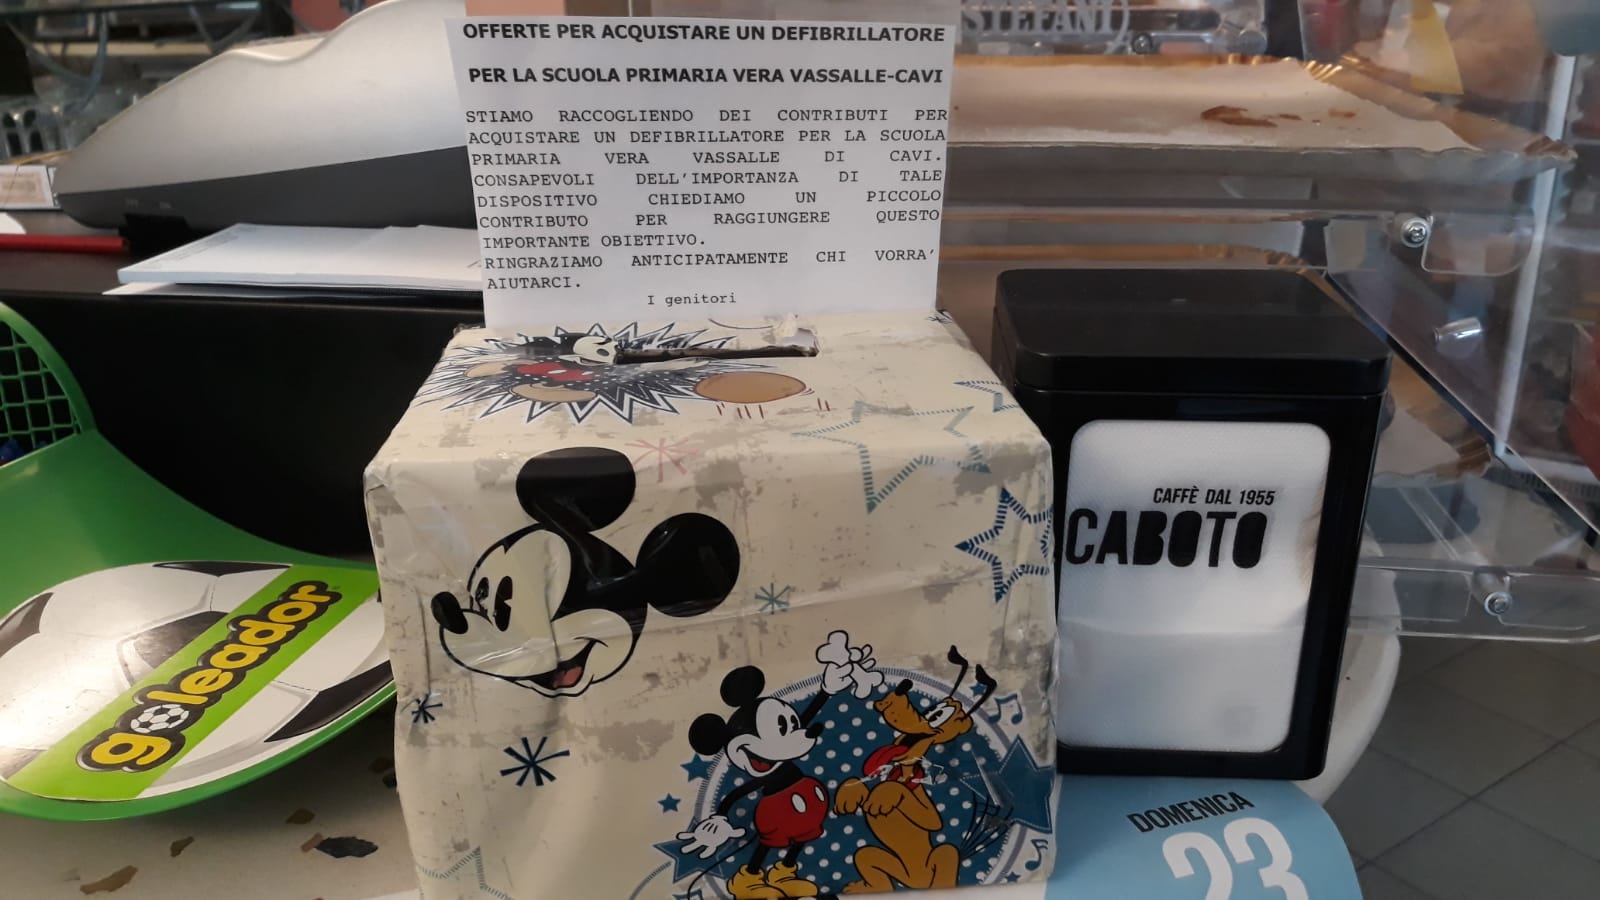 STEFANI
OFFERTE PER ACQUISTARE UN DEFIBRILLATORE
PER LA SCUOLA PRIMARIA VERA VASSALLE-CAVI
STIAMO RACCOGLIENDO DEI CONTRIBUTI PER
ACQUISTARE UN DEFIBRILLATORE PER LA SCUOLA
PRIMARIA VERA VASSALLE DI CAVI.
CONSAPEVOLI DELL'IMPORTANZA DI TALE
DISPOSITIVO CHIEDIAMO UN PICCOLO
CONTRIBUTO PER RAGGIUNGERE QUESTO
IMPORTANTE OBIETTIVO.
RINGRAZIAMO ANTICIPATAMENTE CHI VORRA'
AIUTARCI.
I genitori
CAFFÈ DAL 1955
CABOTO
goleador
DOMENICA
23